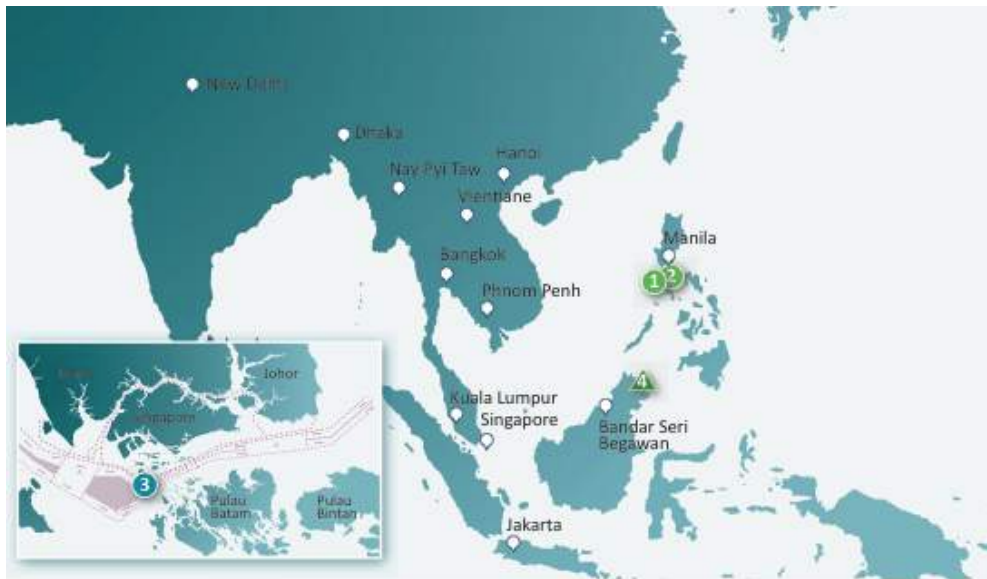 New Delhi
Dhaka
Hanoi
Nay Pyi Taw
Vientiane
Manila
Bangkok
1
2
Phnom Penh
4
Kuala Lumpur
Singapore
Bandar Seri
Begawan
Jakarta
Johor
Johor
Singapore
3
Pulau
Batam
Pulau
Bintan